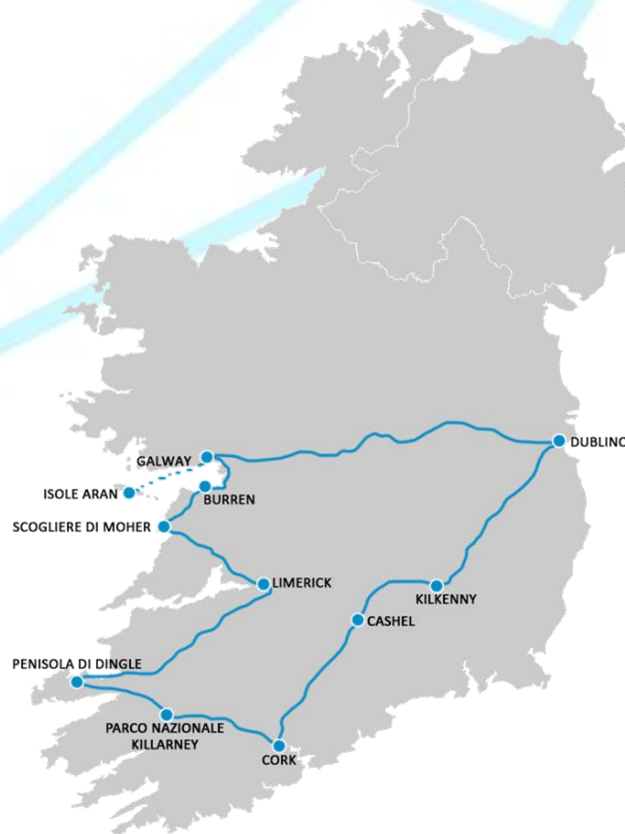 DUBLINO
GALWAY
ISOLE ARAN
BURREN
SCOGLIERE DI MOHER
LIMERICK
KILKENNY
CASHEL
PENISOLA DI DINGLE
PARCO NAZIONALE
KILLARNEY
CORK